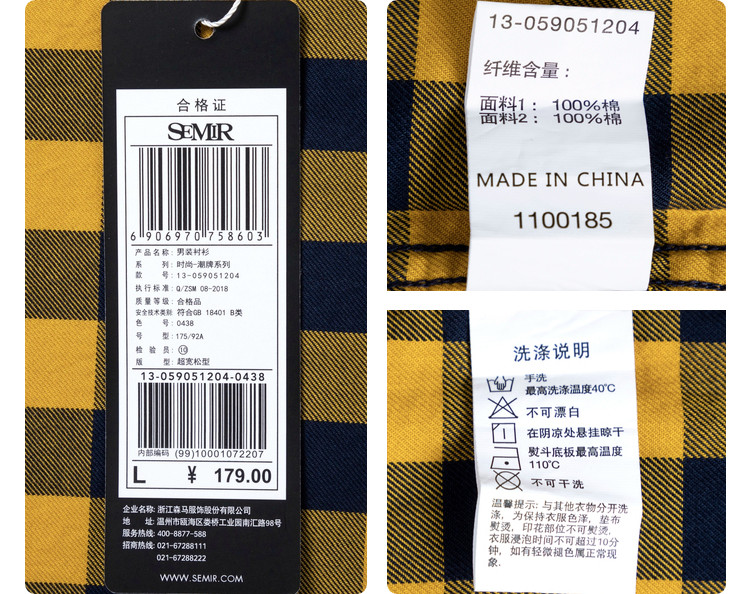 合格证
SEMIR
6 906970 758603
产品名称: 男装衬衫
系 列: 时尚-潮牌系列
款 号: 13-059051204
执行标准: Q/ZSM 08-2018
质量等级: 合格品
安全技术类别 符合GB 18401 B类
色 号: 0438
号 型: 175/92A
检 验 员: ⑩
版 型: 超宽松型
13-059051204-0438
内部编码 (99)10001072207
L ¥ 179.00
企业名称: 浙江森马服饰股份有限公司
地 址: 温州市瓯海区娄桥工业园南汇路98号
服务热线: 400-8877-588
招商热线: 021-67288111
021-67288222
WWW.SEMIR.COM
13-059051204
纤维含量:
面料1: 100%棉
面料2: 100%棉
MADE IN CHINA
1100185
洗涤说明
手洗
最高洗涤温度40℃
不可漂白
在阴凉处悬挂晾干
熨斗底板最高温度
110℃
不可干洗
温馨提示: 与其他衣物分开洗
涤, 为保持衣服色泽, 垫布
熨烫, 印花部位不可熨烫,
衣服浸泡时间不可超过10分
钟, 如有轻微褪色属正常现
象.